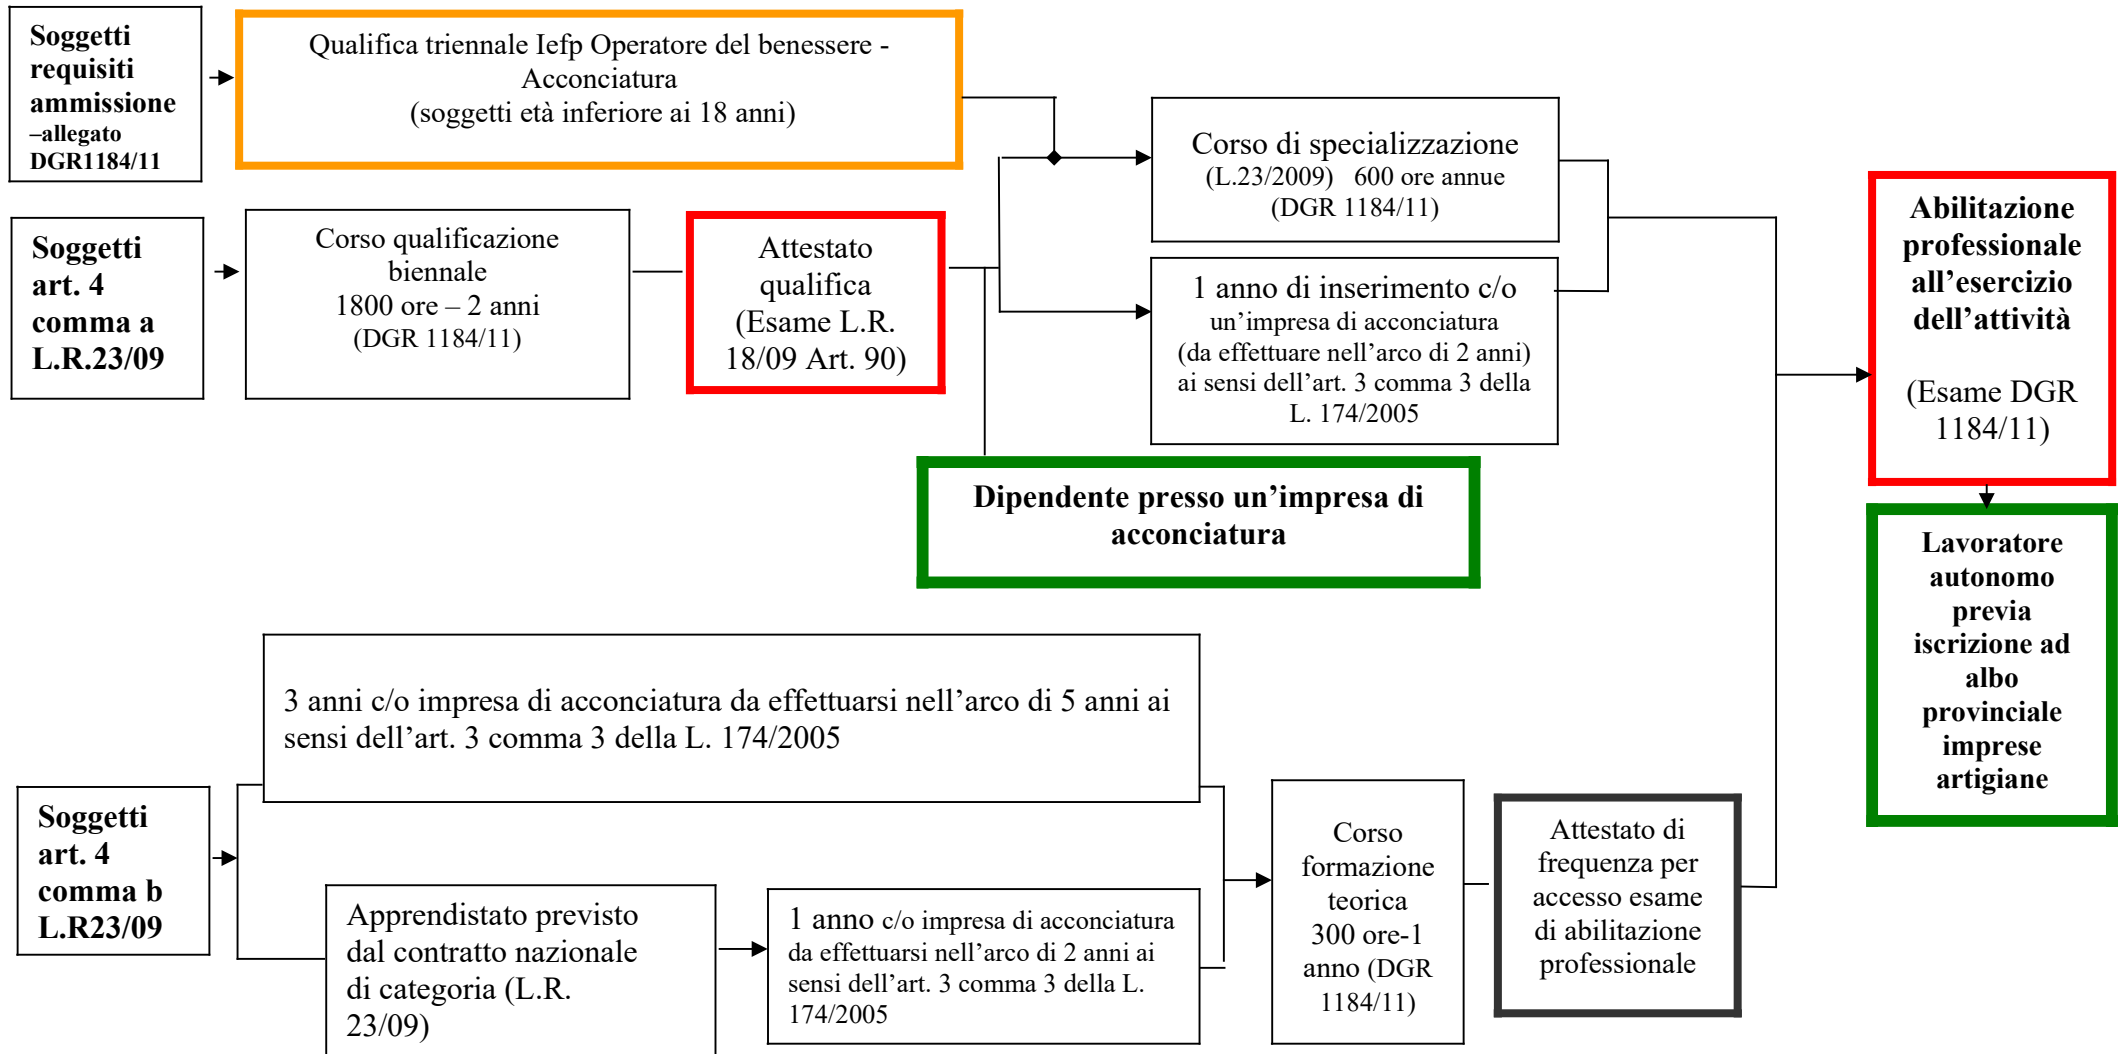 Soggetti
requisiti
ammissione
–allegato
DGR1184/11
Qualifica triennale Iefp Operatore del benessere -
Acconciatura
(soggetti età inferiore ai 18 anni)
Soggetti
art. 4
comma a
L.R.23/09
Corso qualificazione
biennale
1800 ore – 2 anni
(DGR 1184/11)
Attestato
qualifica
(Esame L.R.
18/09 Art. 90)
Corso di specializzazione
(L.23/2009) 600 ore annue
(DGR 1184/11)
1 anno di inserimento c/o
un’impresa di acconciatura
(da effettuare nell’arco di 2 anni)
ai sensi dell’art. 3 comma 3 della
L. 174/2005
Dipendente presso un’impresa di
acconciatura
Abilitazione
professionale
all’esercizio
dell’attività
(Esame DGR
1184/11)
Lavoratore
autonomo
previa
iscrizione ad
albo
provinciale
imprese
artigiane
Soggetti
art. 4
comma b
L.R23/09
3 anni c/o impresa di acconciatura da effettuarsi nell’arco di 5 anni ai
sensi dell’art. 3 comma 3 della L. 174/2005
Apprendistato previsto
dal contratto nazionale
di categoria (L.R.
23/09)
1 anno c/o impresa di acconciatura
da effettuarsi nell’arco di 2 anni ai
sensi dell’art. 3 comma 3 della L.
174/2005
Corso
formazione
teorica
300 ore-1
anno (DGR
1184/11)
Attestato di
frequenza per
accesso esame
di abilitazione
professionale